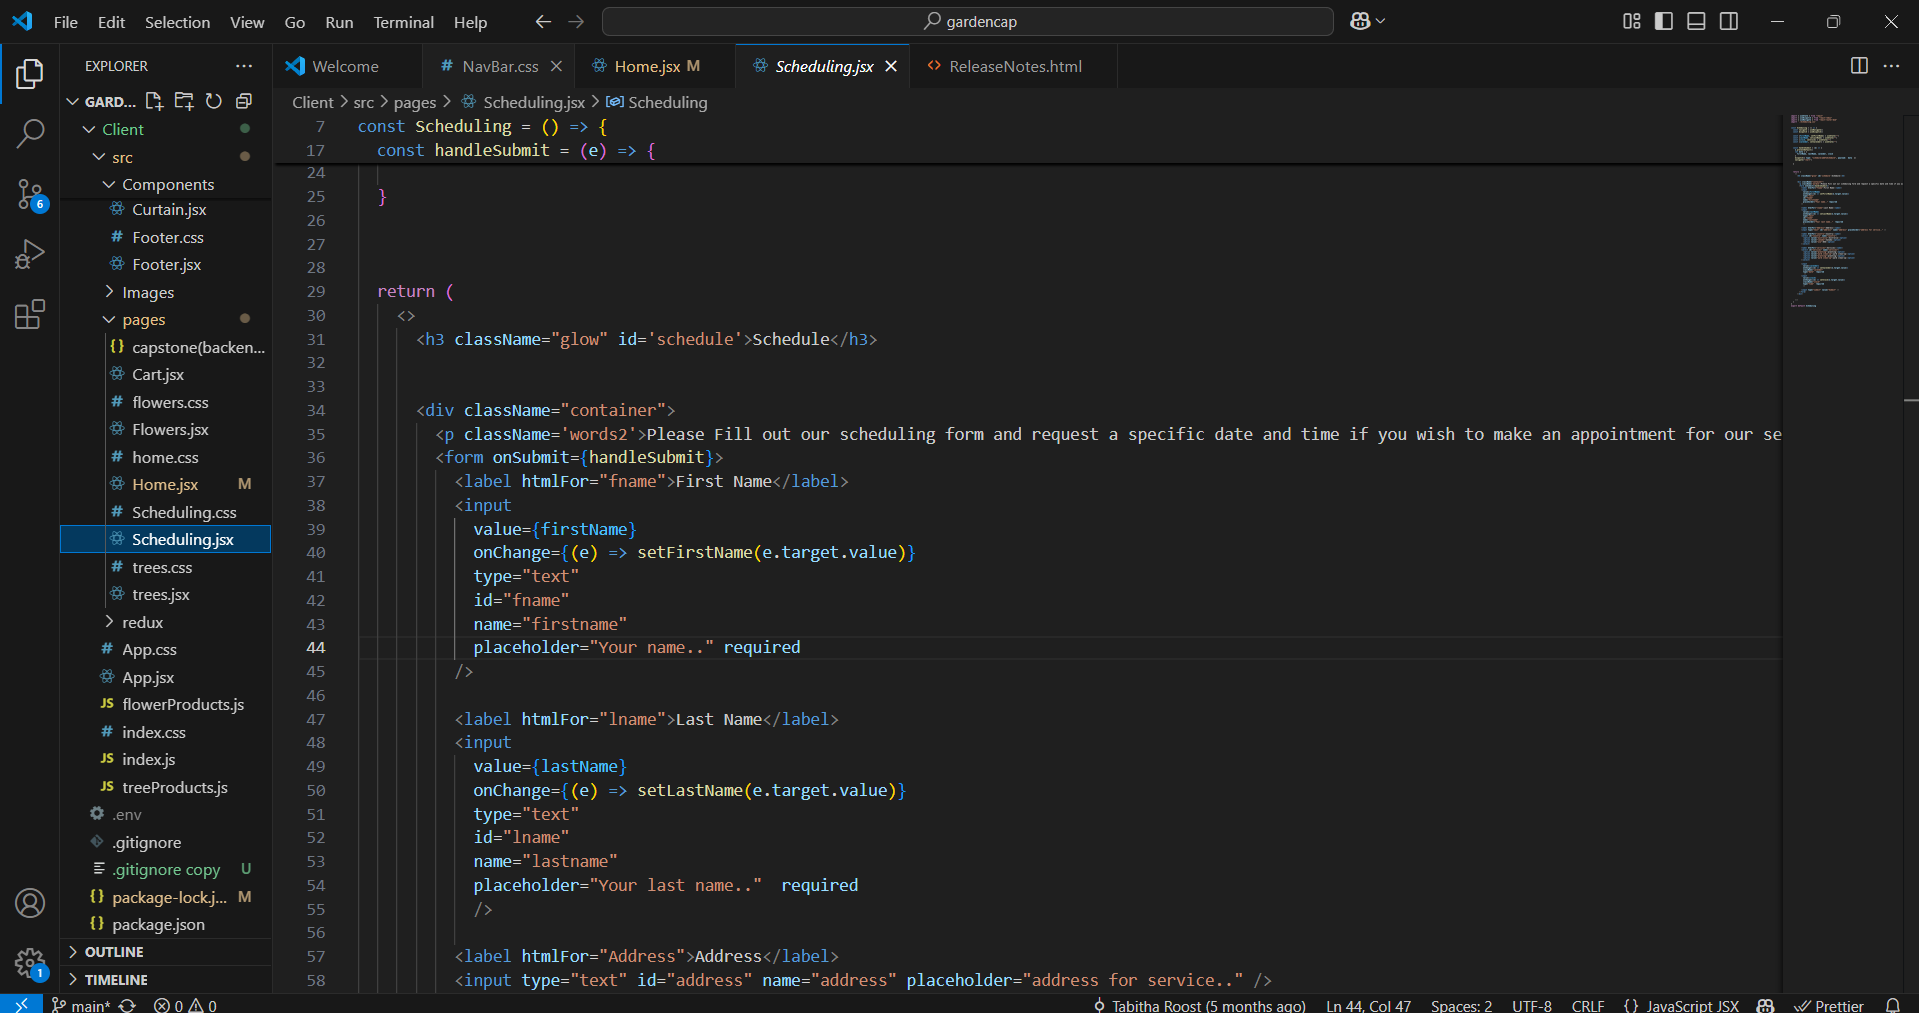 File Edit Selection View Go Run Terminal Help gardencap
EXPLORER
GARD...
Client
src
Components
Curtain.jsx
Footer.css
Footer.jsx
Images
pages
capstone(backen...
Cart.jsx
flowers.css
Flowers.jsx
home.css
Home.jsx M
Scheduling.css
Scheduling.jsx
trees.css
trees.jsx
redux
App.css
App.jsx
JS flowerProducts.js
index.css
JS index.js
JS treeProducts.js
.env
.gitignore
.gitignore copy U
package-lock.j... M
package.json
OUTLINE
TIMELINE
6
1
Welcome # NavBar.css Home.jsx M Scheduling.jsx ReleaseNotes.html
Client > src > pages > Scheduling.jsx > Scheduling
7 const Scheduling = () => {
17 const handleSubmit = (e) => {
24
25 }
26
27
28
29 return (
30 <>
31 <h3 className="glow" id='schedule'>Schedule</h3>
32
33
34 <div className="container">
35 <p className='words2'>Please Fill out our scheduling form and request a specific date and time if you wish to make an appointment for our se
36 <form onSubmit={handleSubmit}>
37 <label htmlFor="fname">First Name</label>
38 <input
39 value={firstName}
40 onChange={(e) => setFirstName(e.target.value)}
41 type="text"
42 id="fname"
43 name="firstname"
44 placeholder="Your name.." required
45 />
46
47 <label htmlFor="lname">Last Name</label>
48 <input
49 value={lastName}
50 onChange={(e) => setLastName(e.target.value)}
51 type="text"
52 id="lname"
53 name="lastname"
54 placeholder="Your last name.."  required
55 />
56
57 <label htmlFor="Address">Address</label>
58 <input type="text" id="address" name="address" placeholder="address for service.." />
main* 0 0 Tabitha Roost (5 months ago) Ln 44, Col 47 Spaces: 2 UTF-8 CRLF {} JavaScript JSX Prettier